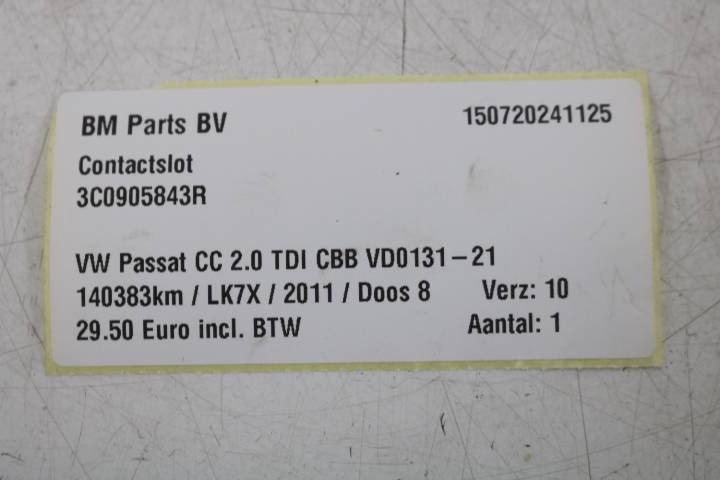 BM Parts BV 150720241125
Contactslot
3C0905843R
VW Passat CC 2.0 TDI CBB VD0131-21
140383km / LK7X / 2011 / Doos 8 Verz: 10
29.50 Euro incl. BTW Aantal: 1